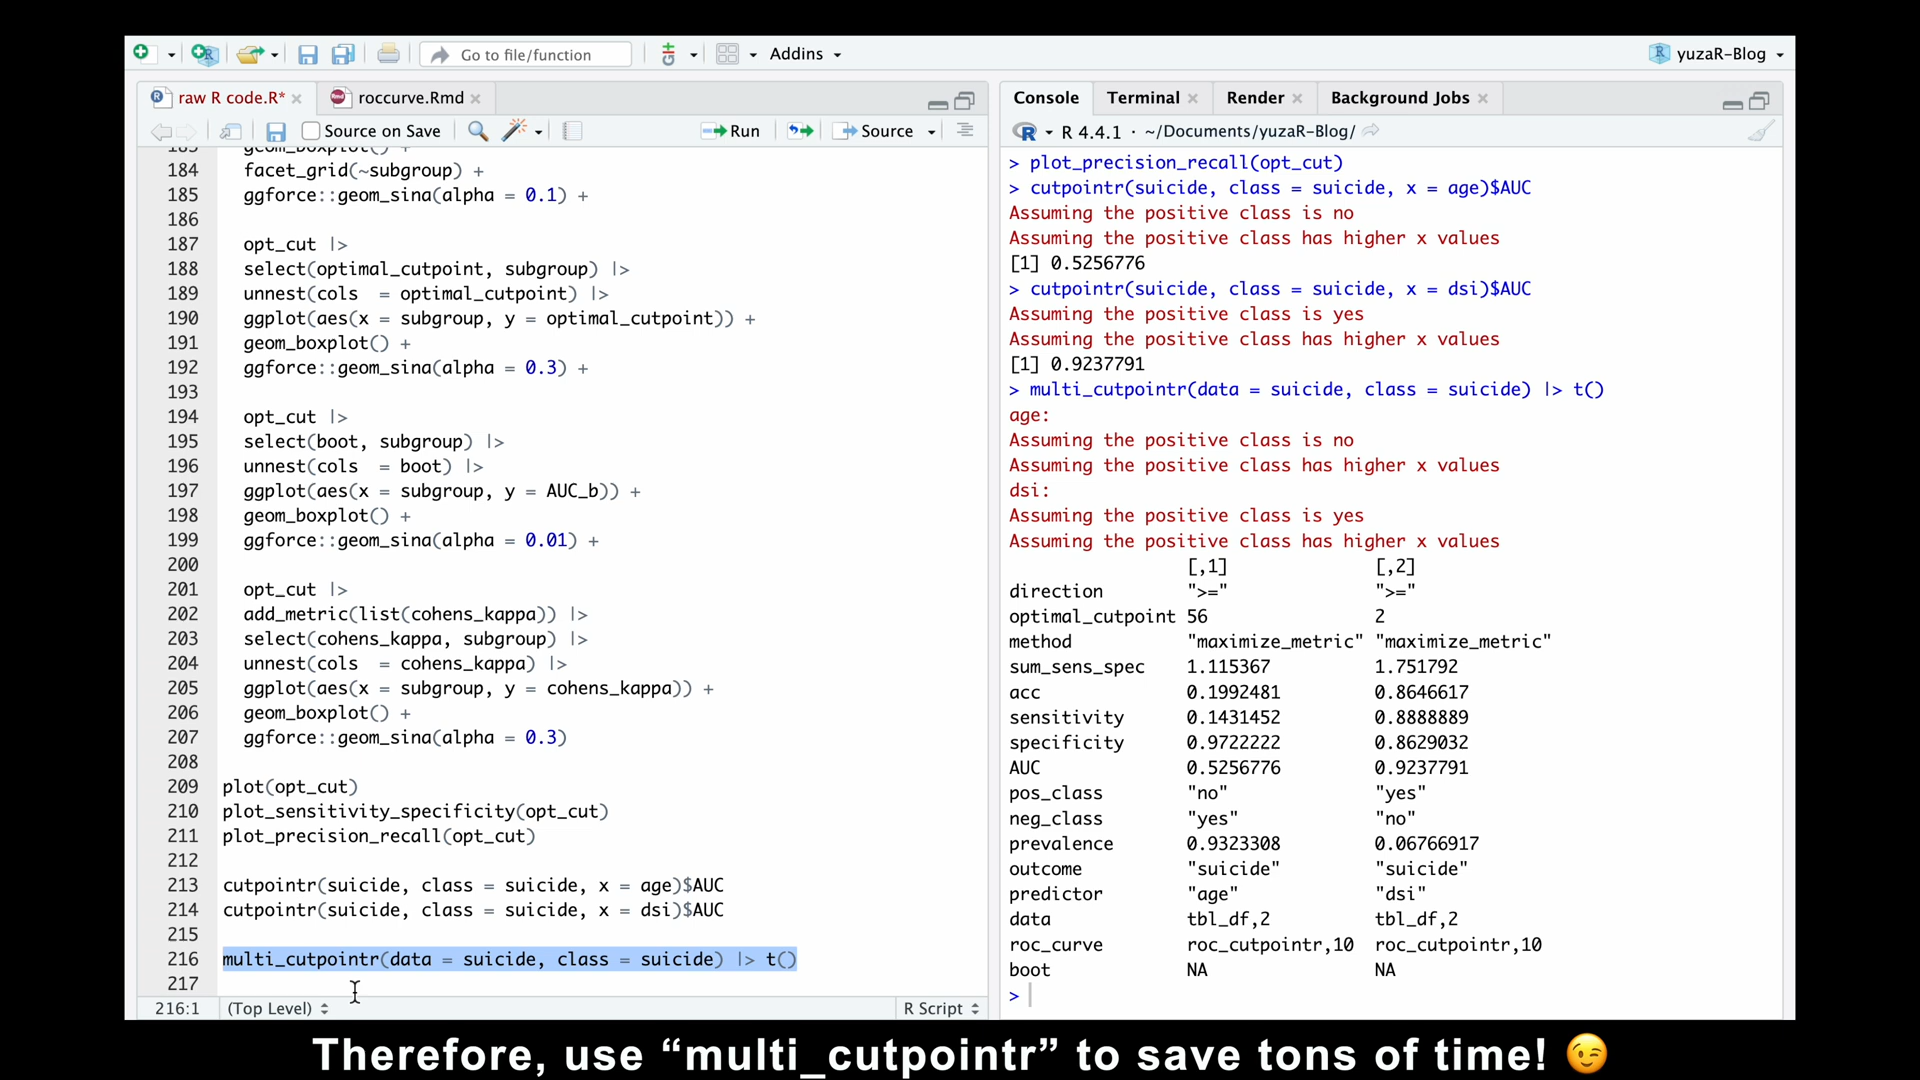 Go to file/function
Addins
yuzaR-Blog
raw R code.R*
roccurve.Rmd
Source on Save
Run
Source
183 geom_boxplot() +
184 facet_grid(~subgroup) +
185 ggforce::geom_sina(alpha = 0.1) +
186
187 opt_cut |>
188 select(optimal_cutpoint, subgroup) |>
189 unnest(cols  = optimal_cutpoint) |>
190 ggplot(aes(x = subgroup, y = optimal_cutpoint)) +
191 geom_boxplot() +
192 ggforce::geom_sina(alpha = 0.3) +
193
194 opt_cut |>
195 select(boot, subgroup) |>
196 unnest(cols  = boot) |>
197 ggplot(aes(x = subgroup, y = AUC_b)) +
198 geom_boxplot() +
199 ggforce::geom_sina(alpha = 0.01) +
200
201 opt_cut |>
202 add_metric(list(cohens_kappa)) |>
203 select(cohens_kappa, subgroup) |>
204 unnest(cols  = cohens_kappa) |>
205 ggplot(aes(x = subgroup, y = cohens_kappa)) +
206 geom_boxplot() +
207 ggforce::geom_sina(alpha = 0.3)
208
209 plot(opt_cut)
210 plot_sensitivity_specificity(opt_cut)
211 plot_precision_recall(opt_cut)
212
213 cutpointr(suicide, class = suicide, x = age)$AUC
214 cutpointr(suicide, class = suicide, x = dsi)$AUC
215
216 multi_cutpointr(data = suicide, class = suicide) |> t()
217
216:1 (Top Level) R Script
Console Terminal Render Background Jobs
R 4.4.1 · ~/Documents/yuzaR-Blog/
> plot_precision_recall(opt_cut)
> cutpointr(suicide, class = suicide, x = age)$AUC
Assuming the positive class is no
Assuming the positive class has higher x values
[1] 0.5256776
> cutpointr(suicide, class = suicide, x = dsi)$AUC
Assuming the positive class is yes
Assuming the positive class has higher x values
[1] 0.9237791
> multi_cutpointr(data = suicide, class = suicide) |> t()
age:
Assuming the positive class is no
Assuming the positive class has higher x values
dsi:
Assuming the positive class is yes
Assuming the positive class has higher x values
[,1] [,2]
direction ">=" ">="
optimal_cutpoint 56 2
method "maximize_metric" "maximize_metric"
sum_sens_spec 1.115367 1.751792
acc 0.1992481 0.8646617
sensitivity 0.1431452 0.8888889
specificity 0.9722222 0.8629032
AUC 0.5256776 0.9237791
pos_class "no" "yes"
neg_class "yes" "no"
prevalence 0.9323308 0.06766917
outcome "suicide" "suicide"
predictor "age" "dsi"
data tbl_df,2 tbl_df,2
roc_curve roc_cutpointr,10 roc_cutpointr,10
boot NA NA
>
Therefore, use “multi_cutpointr” to save tons of time! 😉